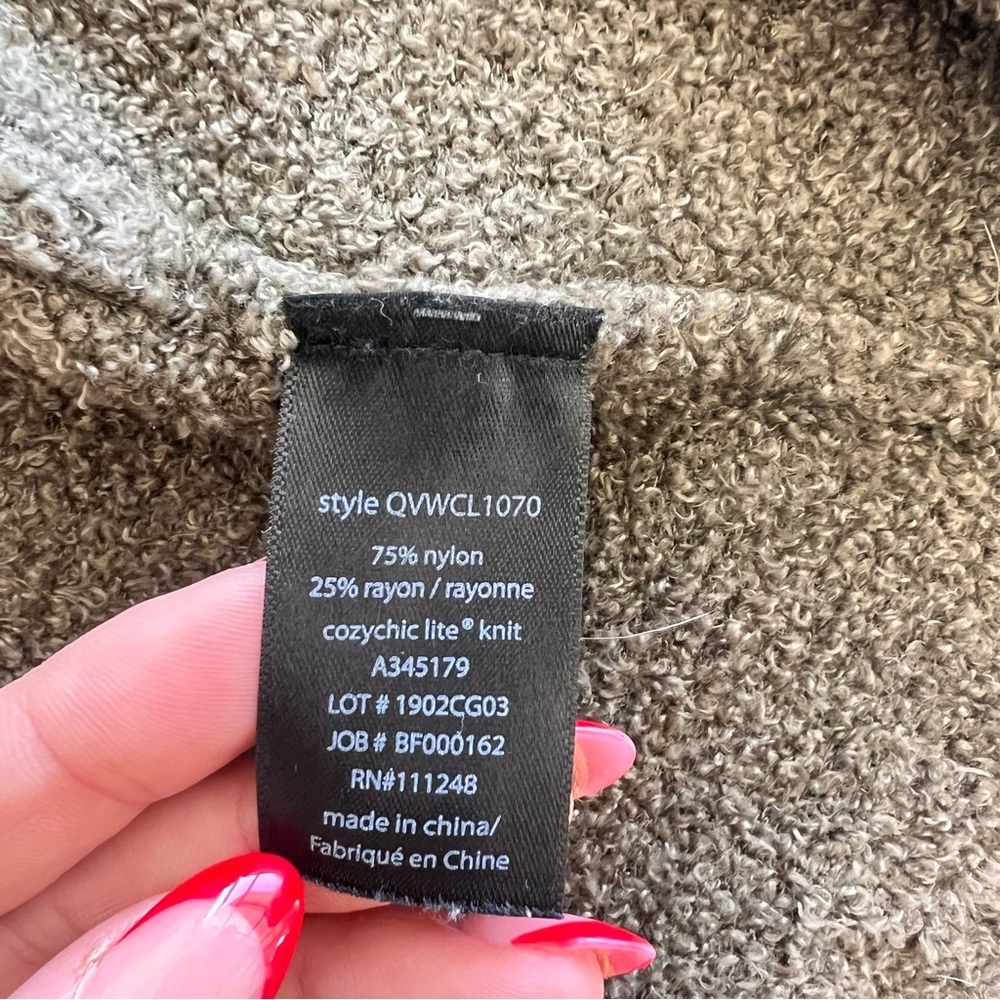 style QVWCL1070
75% nylon
25% rayon / rayonne
cozychic lite® knit
A345179
LOT # 1902CG03
JOB # BF000162
RN#111248
made in china/
Fabriqué en Chine